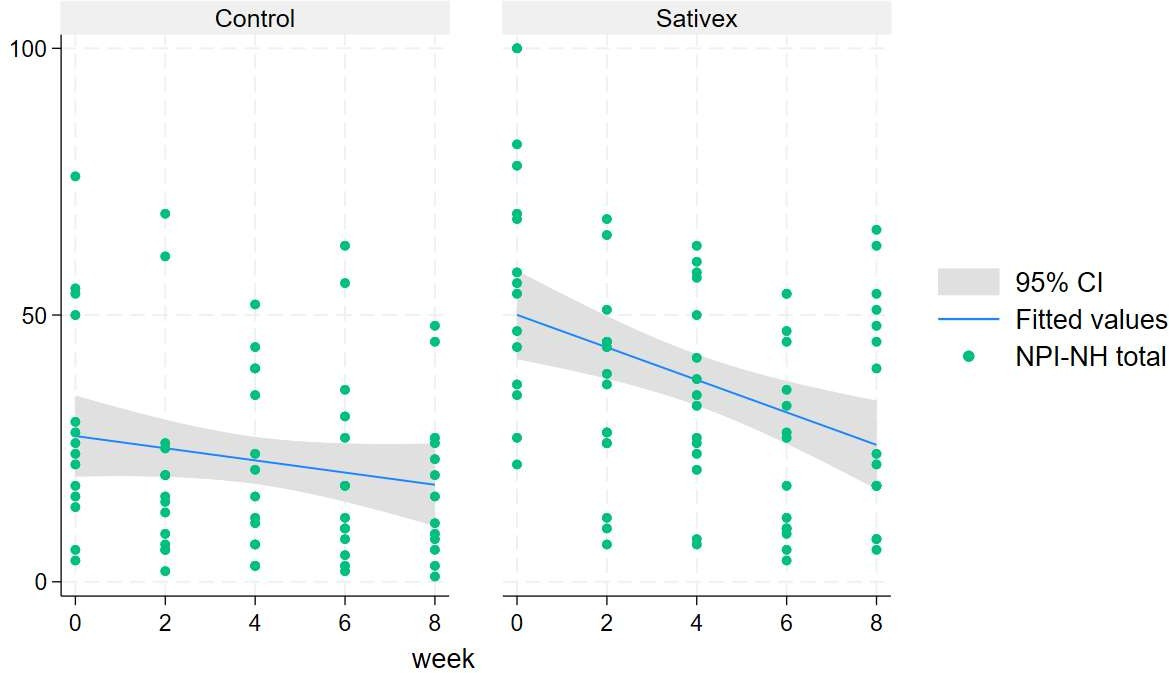 Control
Sativex
100
50
0
0 2 4 6 8
0 2 4 6 8
week
95% CI
Fitted values
NPI-NH total